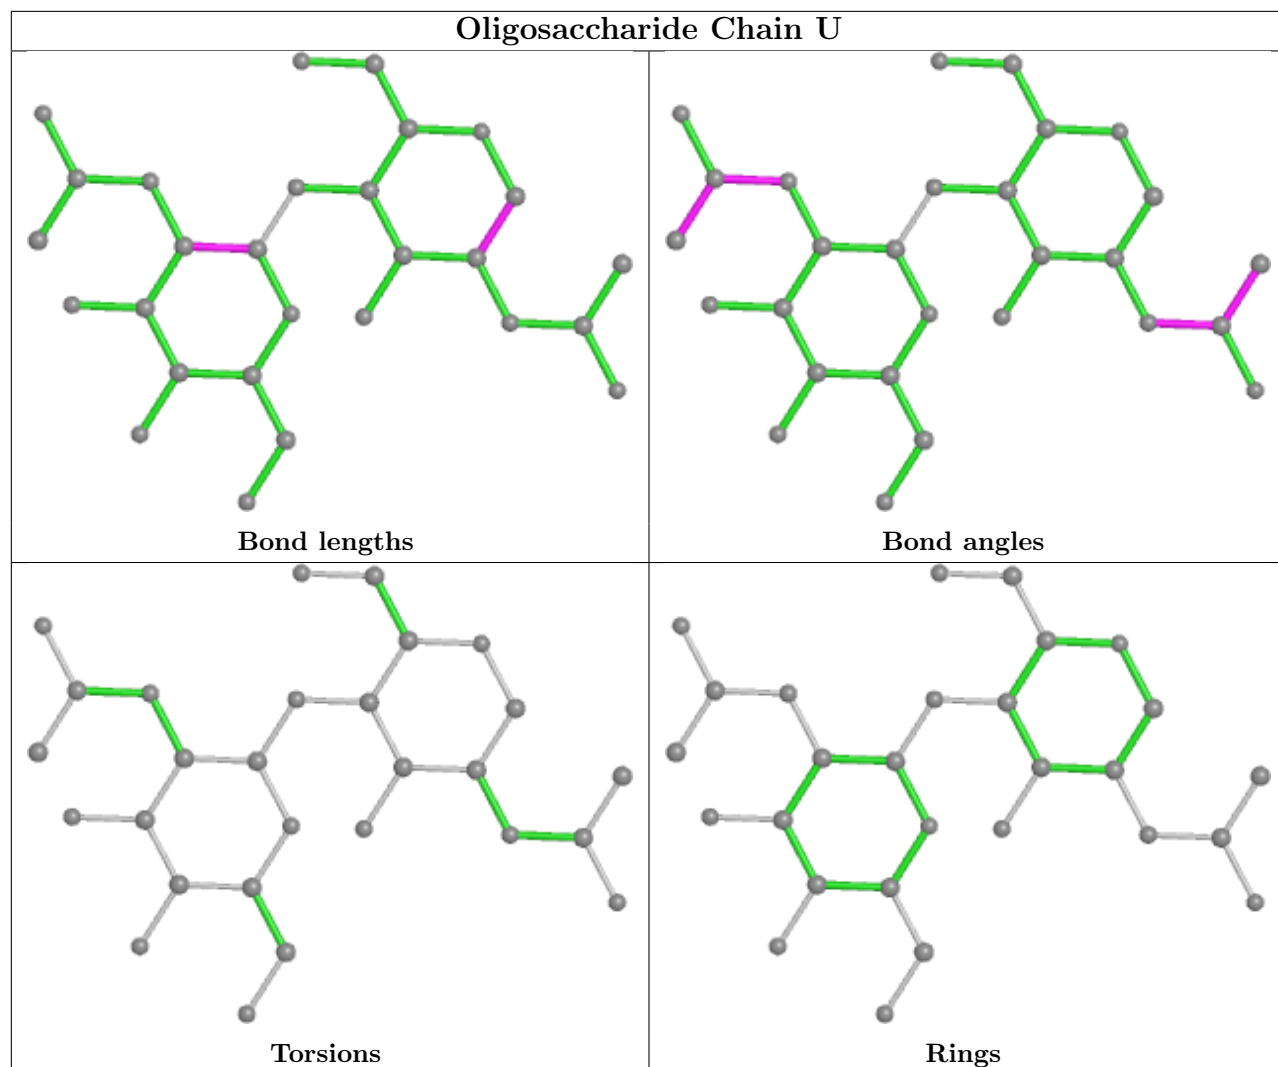 Oligosaccharide Chain U
Bond lengths
Bond angles
Torsions
Rings